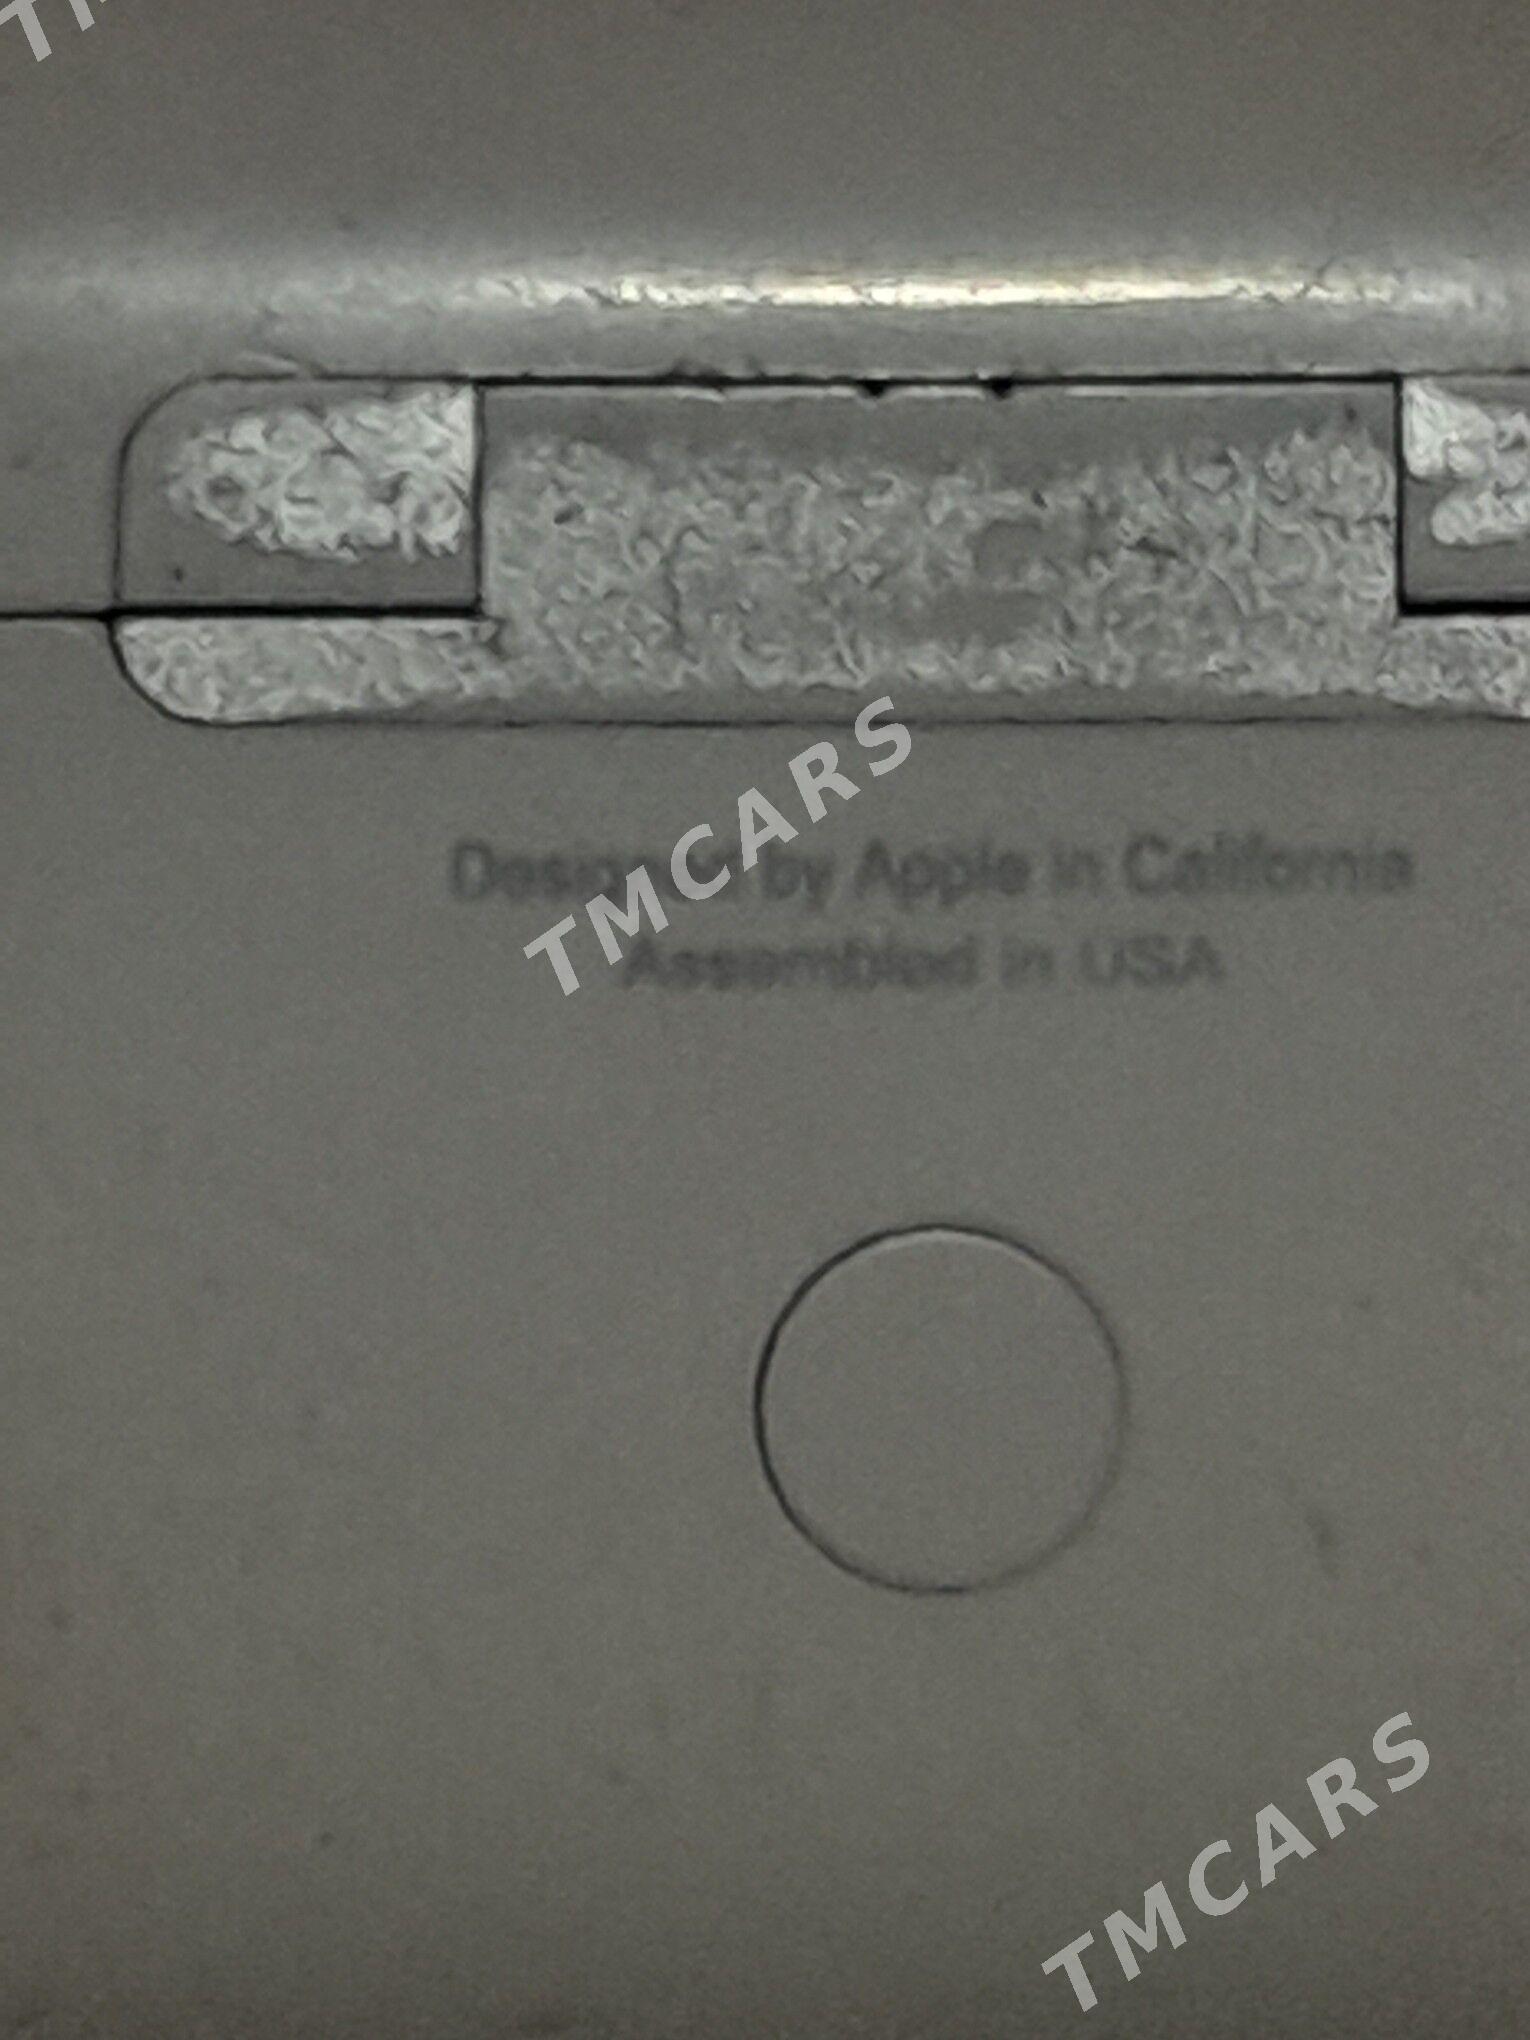 TMCARS
Designed by Apple in California
Assembled in USA
TMCARS